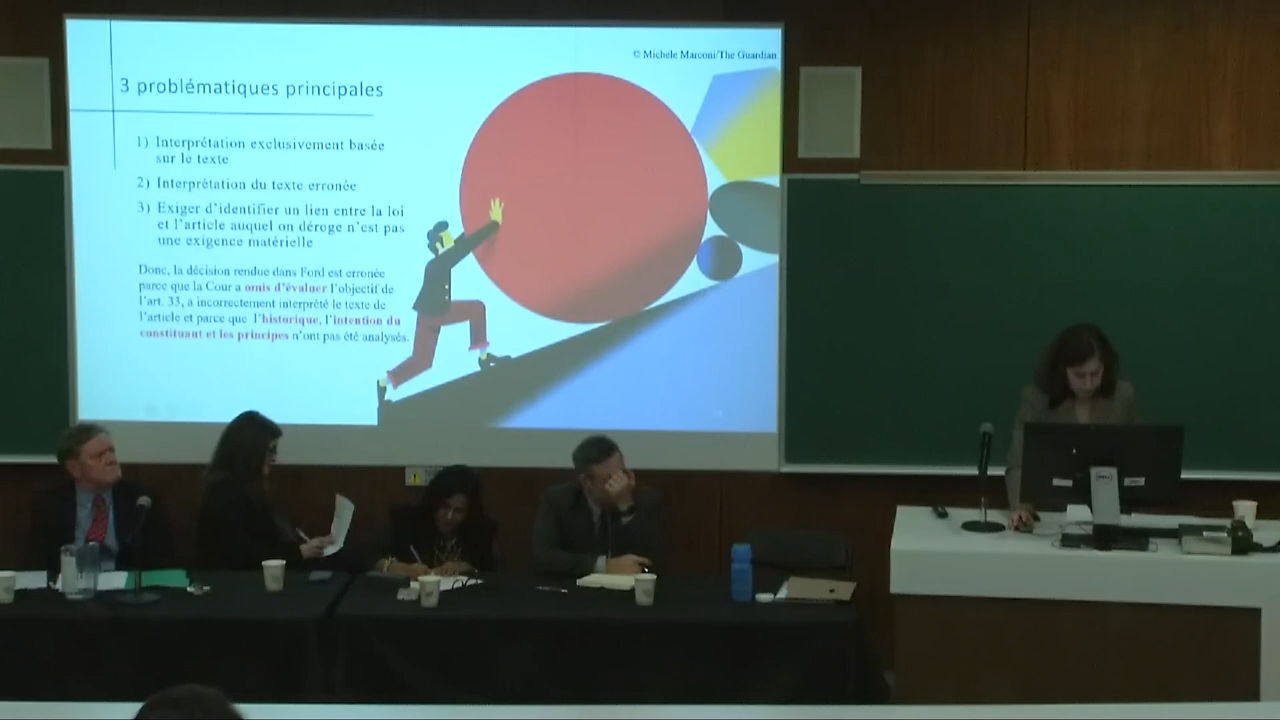 © Michele Marconi/The Guardian
3 problématiques principales
1) Interprétation exclusivement basée
sur le texte
2) Interprétation du texte erronée
3) Exiger d'identifier un lien entre la loi
et l'article auquel on déroge n'est pas
une exigence matérielle
Donc, la décision rendue dans Ford est erronée
parce que la Cour a omis d'évaluer l'objectif de
l'art. 33, a incorrectement interprété le texte de
l'article et parce que l'historique, l'intention du
constituant et les principes n'ont pas été analysés.
DELL